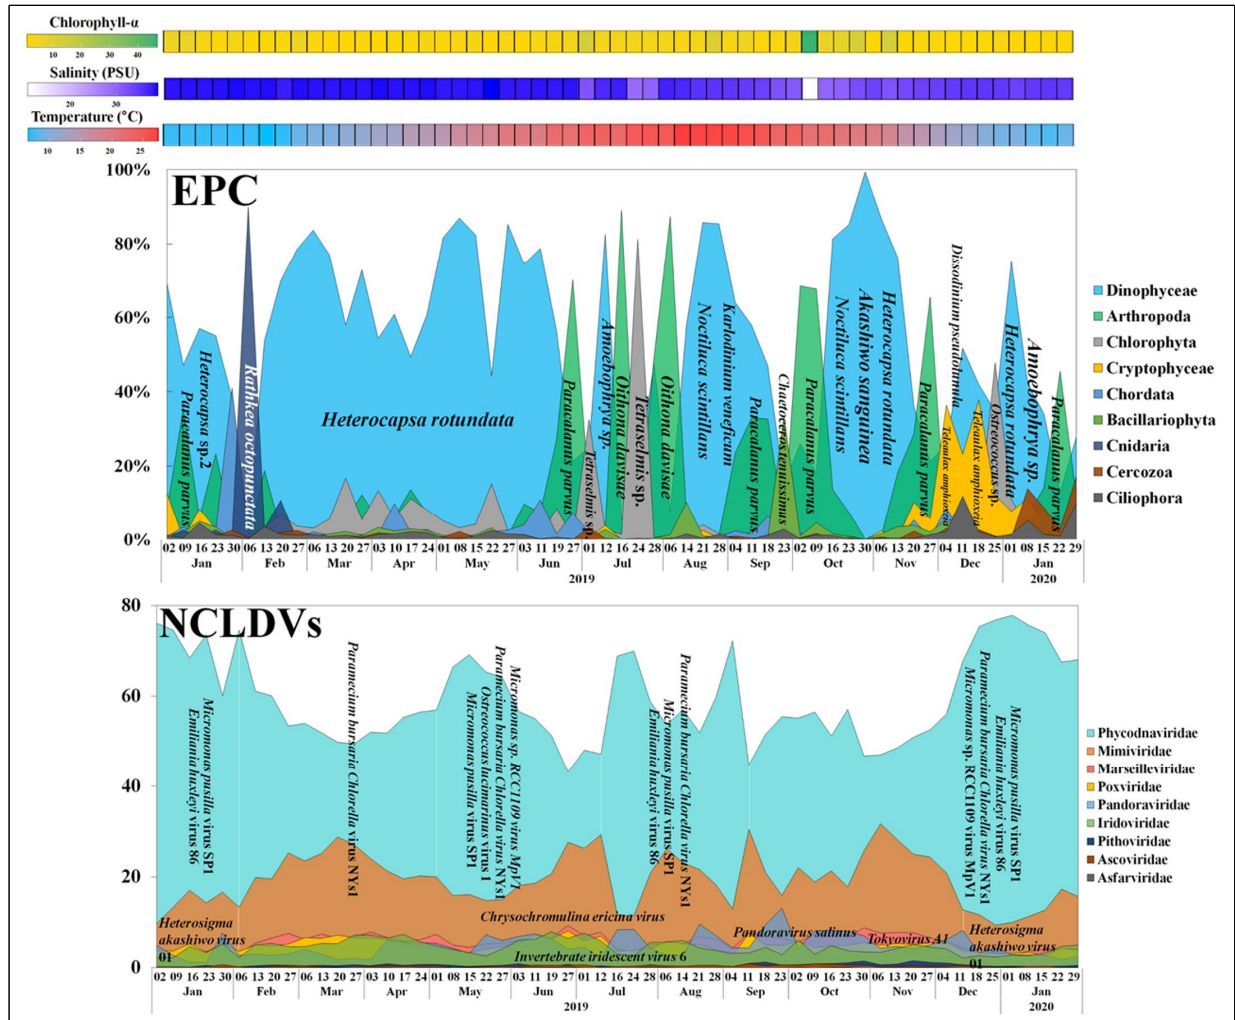 Chlorophyll-α
10 20 30 40
Salinity (PSU)
20 30
Temperature (°C)
10 15 20 25
EPC
100%
80%
60%
40%
20%
0%
Paracalanus parvus
Heterocapsa sp.2
Rathkea octopunctata
Heterocapsa rotundata
Paracalanus parvus
Tetraselmis sp.
Amoebophrya sp.
Oithona davisae
Tetraselmis sp.
Oithona davisae
Noctiluca scintillans
Karlodinium veneficum
Paracalanus parvus
Chaetoceros tenuissimus
Paracalanus parvus
Noctiluca scintillans
Akashiwo sanguinea
Heterocapsa rotundata
Paracalanus parvus
Dissodinium pseudolunula
Teleaulax amphioxeia
Teleaulax amphioxeia
Ostreococcus sp.
Heterocapsa rotundata
Amoebophrya sp.
Paracalanus parvus
Dinophyceae
Arthropoda
Chlorophyta
Cryptophyceae
Chordata
Bacillariophyta
Cnidaria
Cercozoa
Ciliophora
02 09 16 23 30 06 13 20 27 06 13 20 27 03 10 17 24 01 08 15 22 27 03 11 19 27 01 12 16 24 28 06 14 21 28 04 11 18 23 02 09 16 23 30 06 13 20 27 04 11 18 25 01 08 15 22 29
Jan Feb Mar Apr May Jun Jul Aug Sep Oct Nov Dec Jan
2019 2020
NCLDVs
80
60
40
20
0
Emiliania huxleyi virus 86
Micromonas pusilla virus SP1
Paramecium bursaria Chlorella virus NYs1
Micromonas pusilla virus SP1
Ostreococcus lucimarinus virus 1
Paramecium bursaria Chlorella virus NYs1
Micromonas sp. RCC1109 virus MpV1
Emiliania huxleyi virus 86
Micromonas pusilla virus SP1
Paramecium bursaria Chlorella virus NYs1
Micromonas sp. RCC1109 virus MpV1
Paramecium bursaria Chlorella virus NYs1
Emiliania huxleyi virus 86
Micromonas pusilla virus SP1
Heterosigma
akashiwo virus
01
Chrysochromulina ericina virus
Invertebrate iridescent virus 6
Pandoravirus salinus
Tokyovirus A1
Heterosigma
akashiwo virus
01
Phycodnaviridae
Mimiviridae
Marseilleviridae
Poxviridae
Pandoraviridae
Iridoviridae
Pithoviridae
Ascoviridae
Asfarviridae
02 09 16 23 30 06 13 20 27 06 13 20 27 03 10 17 24 01 08 15 22 27 03 11 19 27 01 12 16 24 28 06 14 21 28 04 11 18 23 02 09 16 23 30 06 13 20 27 04 11 18 25 01 08 15 22 29
Jan Feb Mar Apr May Jun Jul Aug Sep Oct Nov Dec Jan
2019 2020